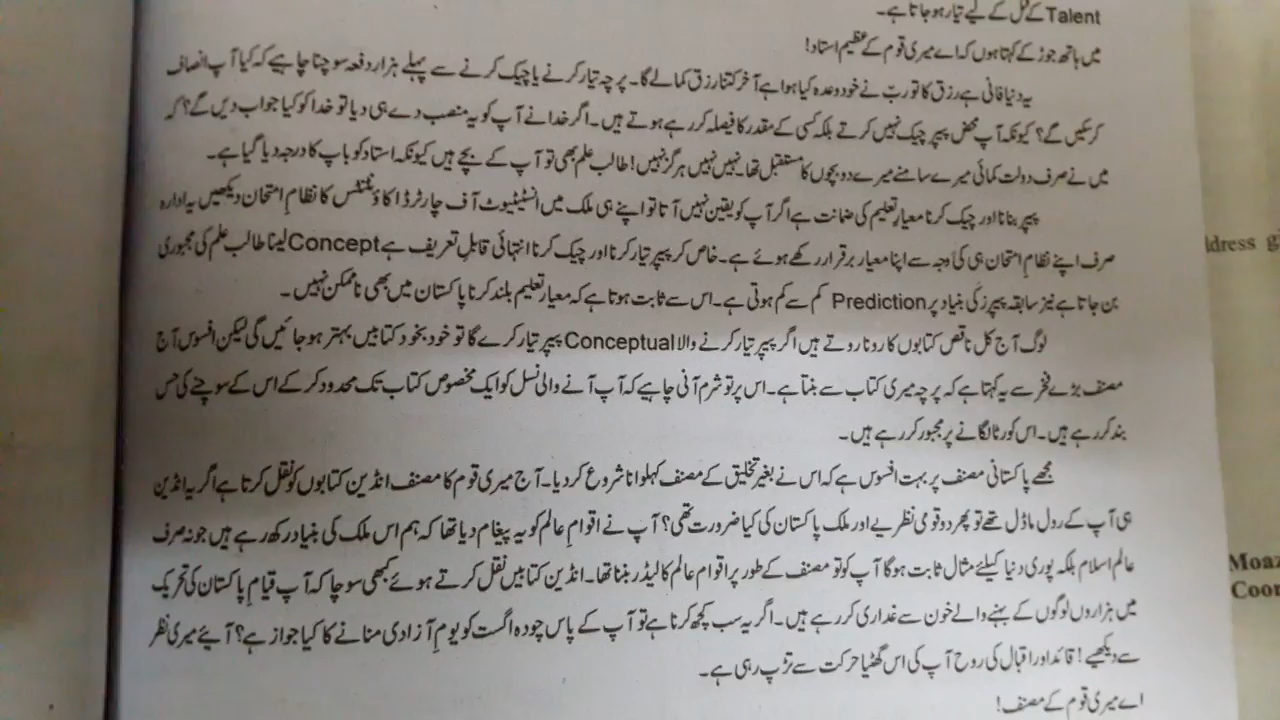 Talent کے قتل کے لیے تیار ہو جاتا ہے۔
میں ہاتھ جوڑ کے کہتا ہوں کہ اے میری قوم کے عظیم استاد!
یہ دنیا فانی ہے رزق کا تو ربّ نے خود وعدہ کیا ہوا ہے آخر کتنا رزق کما لے گا۔ پرچہ تیار کرنے یا چیک کرنے سے پہلے ہزار دفعہ سوچنا چاہیے کہ کیا آپ انصاف
کر سکیں گے؟ کیونکہ آپ محض پیپر چیک نہیں کرتے بلکہ کسی کے مقدر کا فیصلہ کر رہے ہوتے ہیں۔ اگر خدا نے آپ کو یہ منصب دے ہی دیا تو خدا کو کیا جواب دیں گے؟ کہ
میں نے صرف دولت کمائی میرے سامنے میرے دو بچوں کا مستقبل تھا۔ نہیں نہیں ہرگز نہیں! طالب علم بھی تو آپ کے بچے ہیں کیونکہ استاد کو باپ کا درجہ دیا گیا ہے۔
پیپر بنانا اور چیک کرنا معیارِ تعلیم کی ضمانت ہے اگر آپ کو یقین نہیں آتا تو اپنے ہی ملک میں انسٹیٹیوٹ آف چارٹرڈ اکاؤنٹنٹس کا نظامِ امتحان دیکھیں یہ ادارہ
صرف اپنے نظامِ امتحان ہی کی وجہ سے اپنا معیار برقرار رکھے ہوئے ہے۔ خاص کر پیپر تیار کرنا اور چیک کرنا انتہائی قابلِ تعریف ہے Concept لینا طالب علم کی مجبوری
بن جاتا ہے نیز سابقہ پیپرز کی بنیاد پر Prediction کم سے کم ہوتی ہے۔ اس سے ثابت ہوتا ہے کہ معیارِ تعلیم بلند کرنا پاکستان میں بھی ناممکن نہیں۔
لوگ آج کل ناقص کتابوں کا رونا روتے ہیں اگر پیپر تیار کرنے والا Conceptual پیپر تیار کرے گا تو خود بخود کتابیں بہتر ہو جائیں گی لیکن افسوس آج
مصنف بڑے فخر سے یہ کہتا ہے کہ پرچہ میری کتاب سے بنتا ہے۔ اس پر تو شرم آنی چاہیے کہ آپ آنے والی نسل کو ایک مخصوص کتاب تک محدود کر کے اس کے سوچنے کی حس
بند کر رہے ہیں۔ اس کو رٹا لگانے پر مجبور کر رہے ہیں۔
مجھے پاکستانی مصنف پر بہت افسوس ہے کہ اس نے بغیر تخلیق کے مصنف کہلوانا شروع کر دیا۔ آج میری قوم کا مصنف انڈین کتابوں کو نقل کرتا ہے اگر یہ انڈین
ہی آپ کے رول ماڈل تھے تو پھر دو قومی نظریے اور ملک پاکستان کی کیا ضرورت تھی؟ آپ نے اقوامِ عالم کو یہ پیغام دیا تھا کہ ہم اس ملک کی بنیاد رکھ رہے ہیں جو نہ صرف
عالمِ اسلام بلکہ پوری دنیا کیلئے مثال ثابت ہو گا آپ کو تو مصنف کے طور پر اقوامِ عالم کا لیڈر بننا تھا۔ انڈین کتابیں نقل کرتے ہوئے کبھی سوچا کہ آپ قیامِ پاکستان کی تحریک
میں ہزاروں لوگوں کے بہنے والے خون سے غداری کر رہے ہیں۔ اگر یہ سب کچھ کرنا ہے تو آپ کے پاس چودہ اگست کو یومِ آزادی منانے کا کیا جواز ہے؟ آیئے میری نظر
سے دیکھیے! قائد اور اقبال کی روح آپ کی اس گھٹیا حرکت سے تڑپ رہی ہے۔
اے میری قوم کے مصنف!
Moaz
Coor